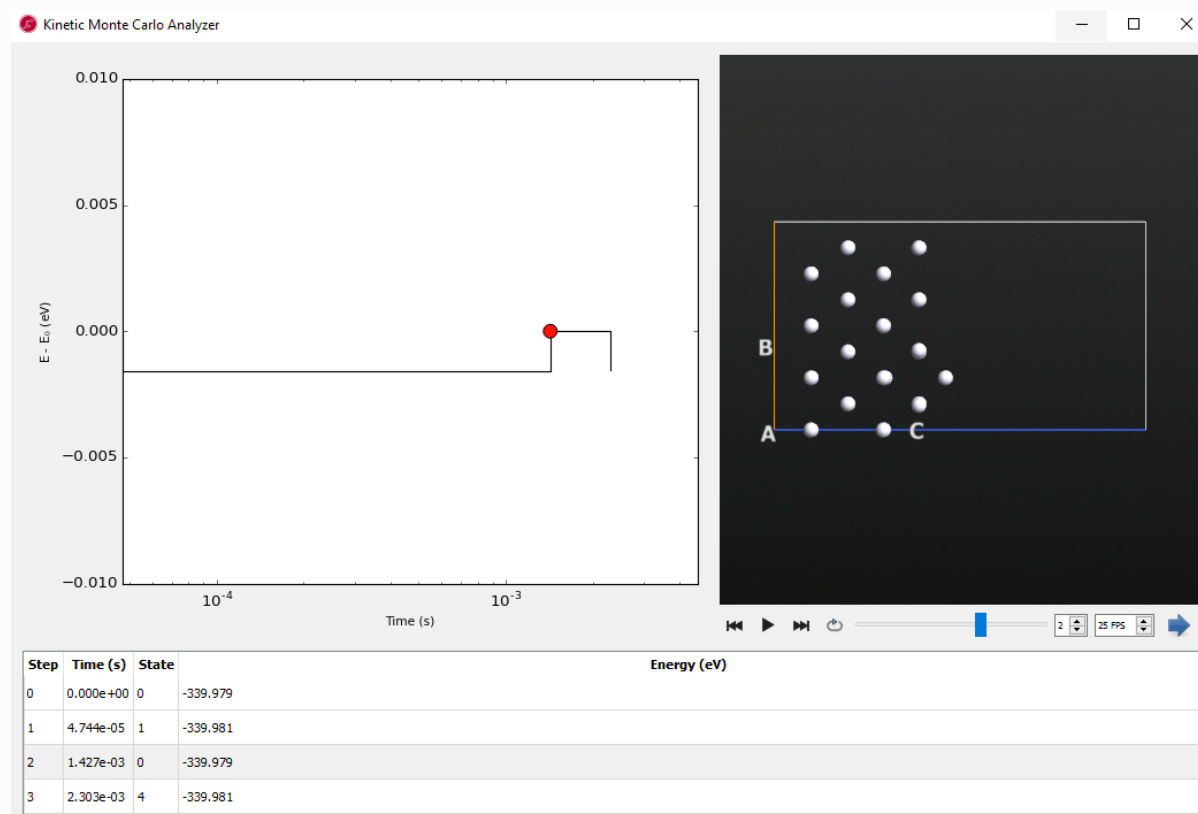 Kinetic Monte Carlo Analyzer
0.010
0.005
0.000
−0.005
−0.010
E - E₀ (eV)
10⁻⁴
10⁻³
Time (s)
B
A
C
2
25 FPS
Step Time (s) State Energy (eV)
0 0.000e+00 0 -339.979
1 4.744e-05 1 -339.981
2 1.427e-03 0 -339.979
3 2.303e-03 4 -339.981